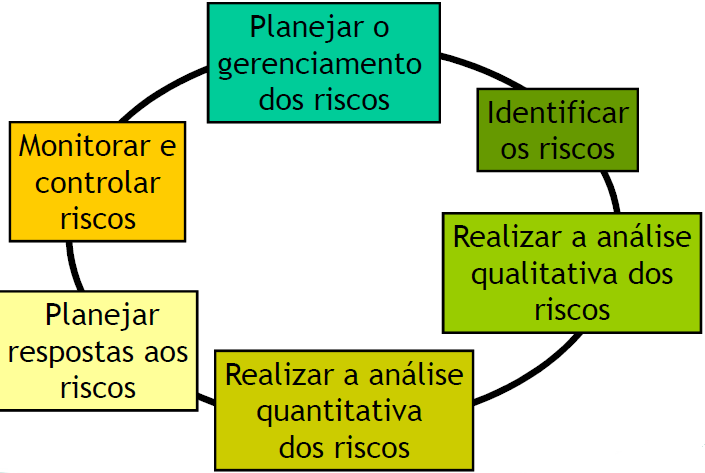 Planejar o
gerenciamento
dos riscos
Identificar
os riscos
Realizar a análise
qualitativa dos
riscos
Realizar a análise
quantitativa
dos riscos
Planejar
respostas aos
riscos
Monitorar e
controlar
riscos